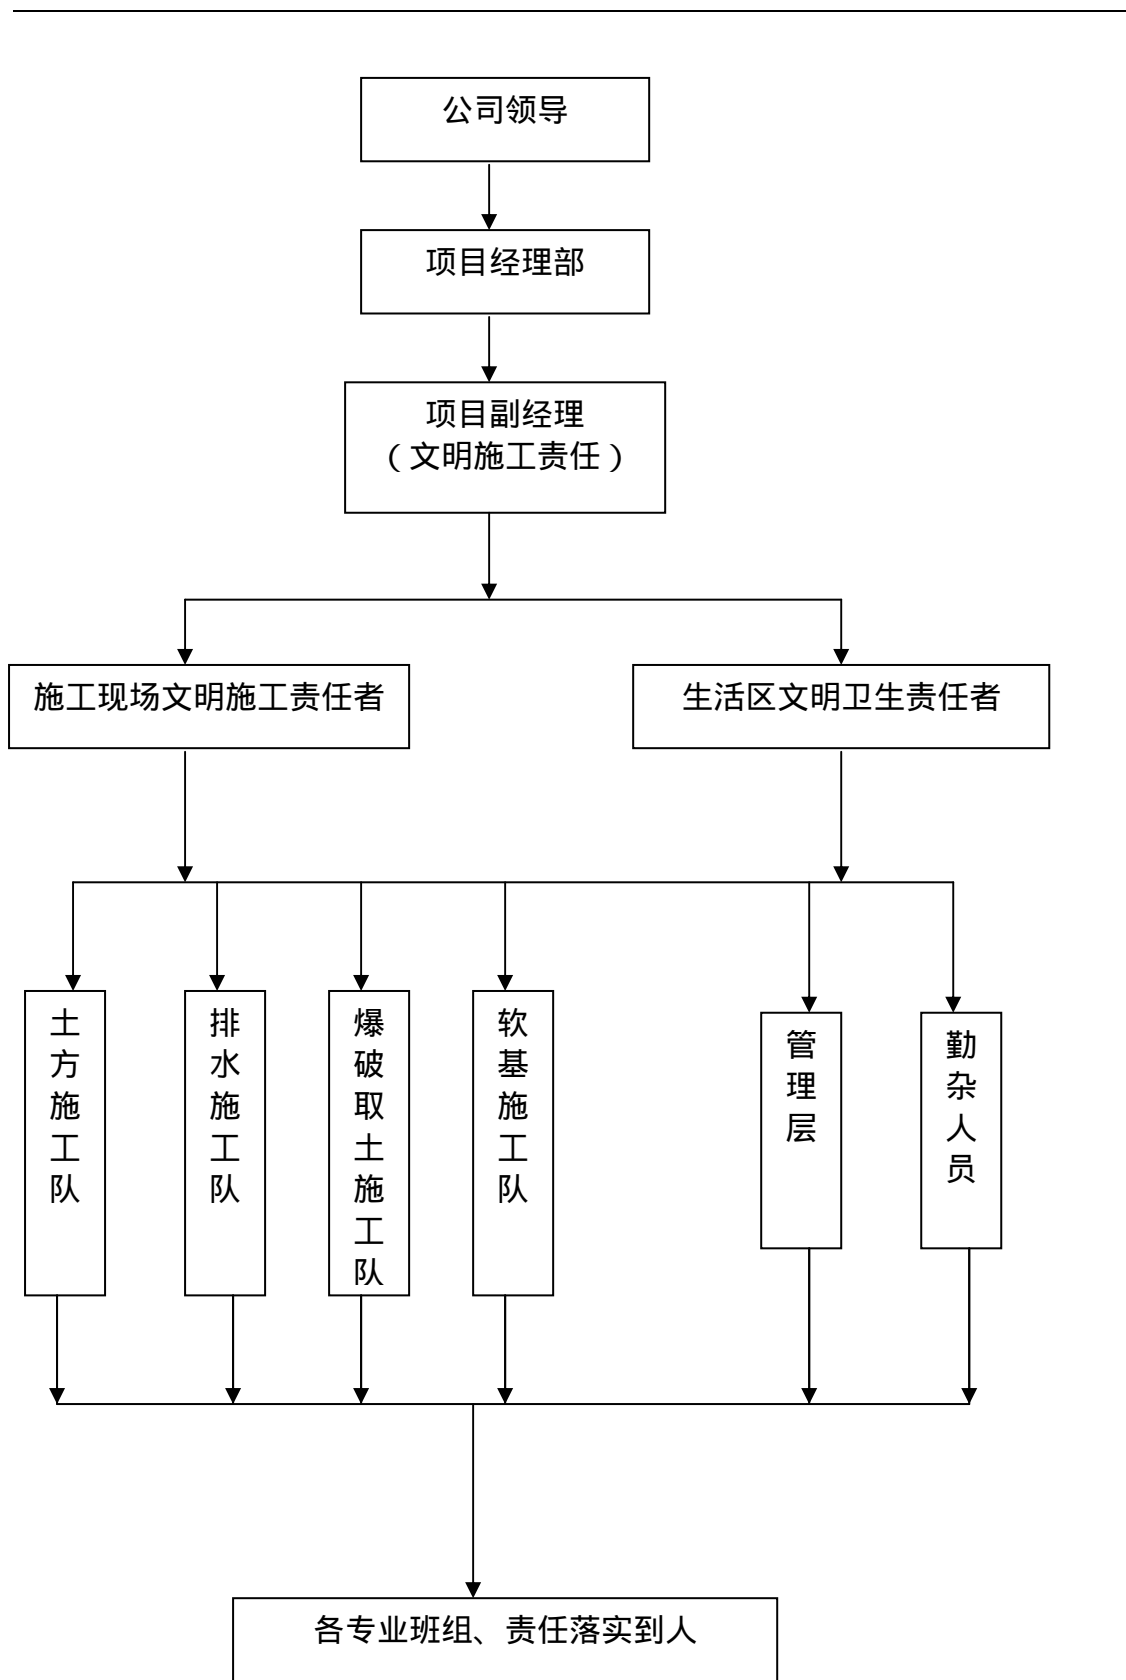 公司领导
项目经理部
项目副经理
（文明施工责任）
施工现场文明施工责任者
生活区文明卫生责任者
土方施工队
排水施工队
爆破取土施工队
软基施工队
管理层
勤杂人员
各专业班组、责任落实到人